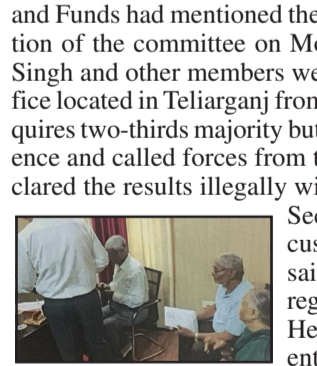 and Funds had mentioned the
tion of the committee on Mo
Singh and other members we
fice located in Teliarganj from
quires two-thirds majority but
ence and called forces from t
clared the results illegally wi
Sec
cus
sai
reg
He
ent